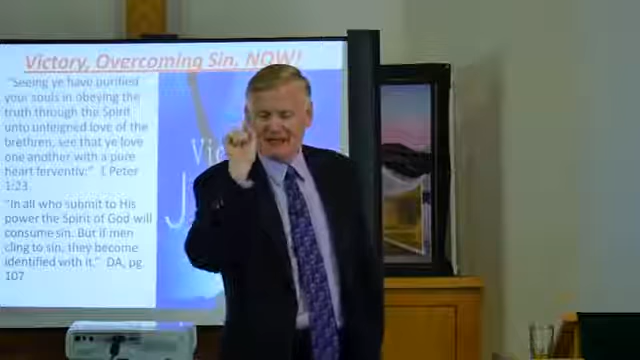 Victory, Overcoming Sin, NOW!
"Seeing ye have purified
your souls in obeying the
truth through the Spirit
unto unfeigned love of the
brethren, see that ye love
one another with a pure
heart fervently:" I Peter
1:23.
"In all who submit to His
power the Spirit of God will
consume sin. But if men
cling to sin, they become
identified with it." DA, pg.
107